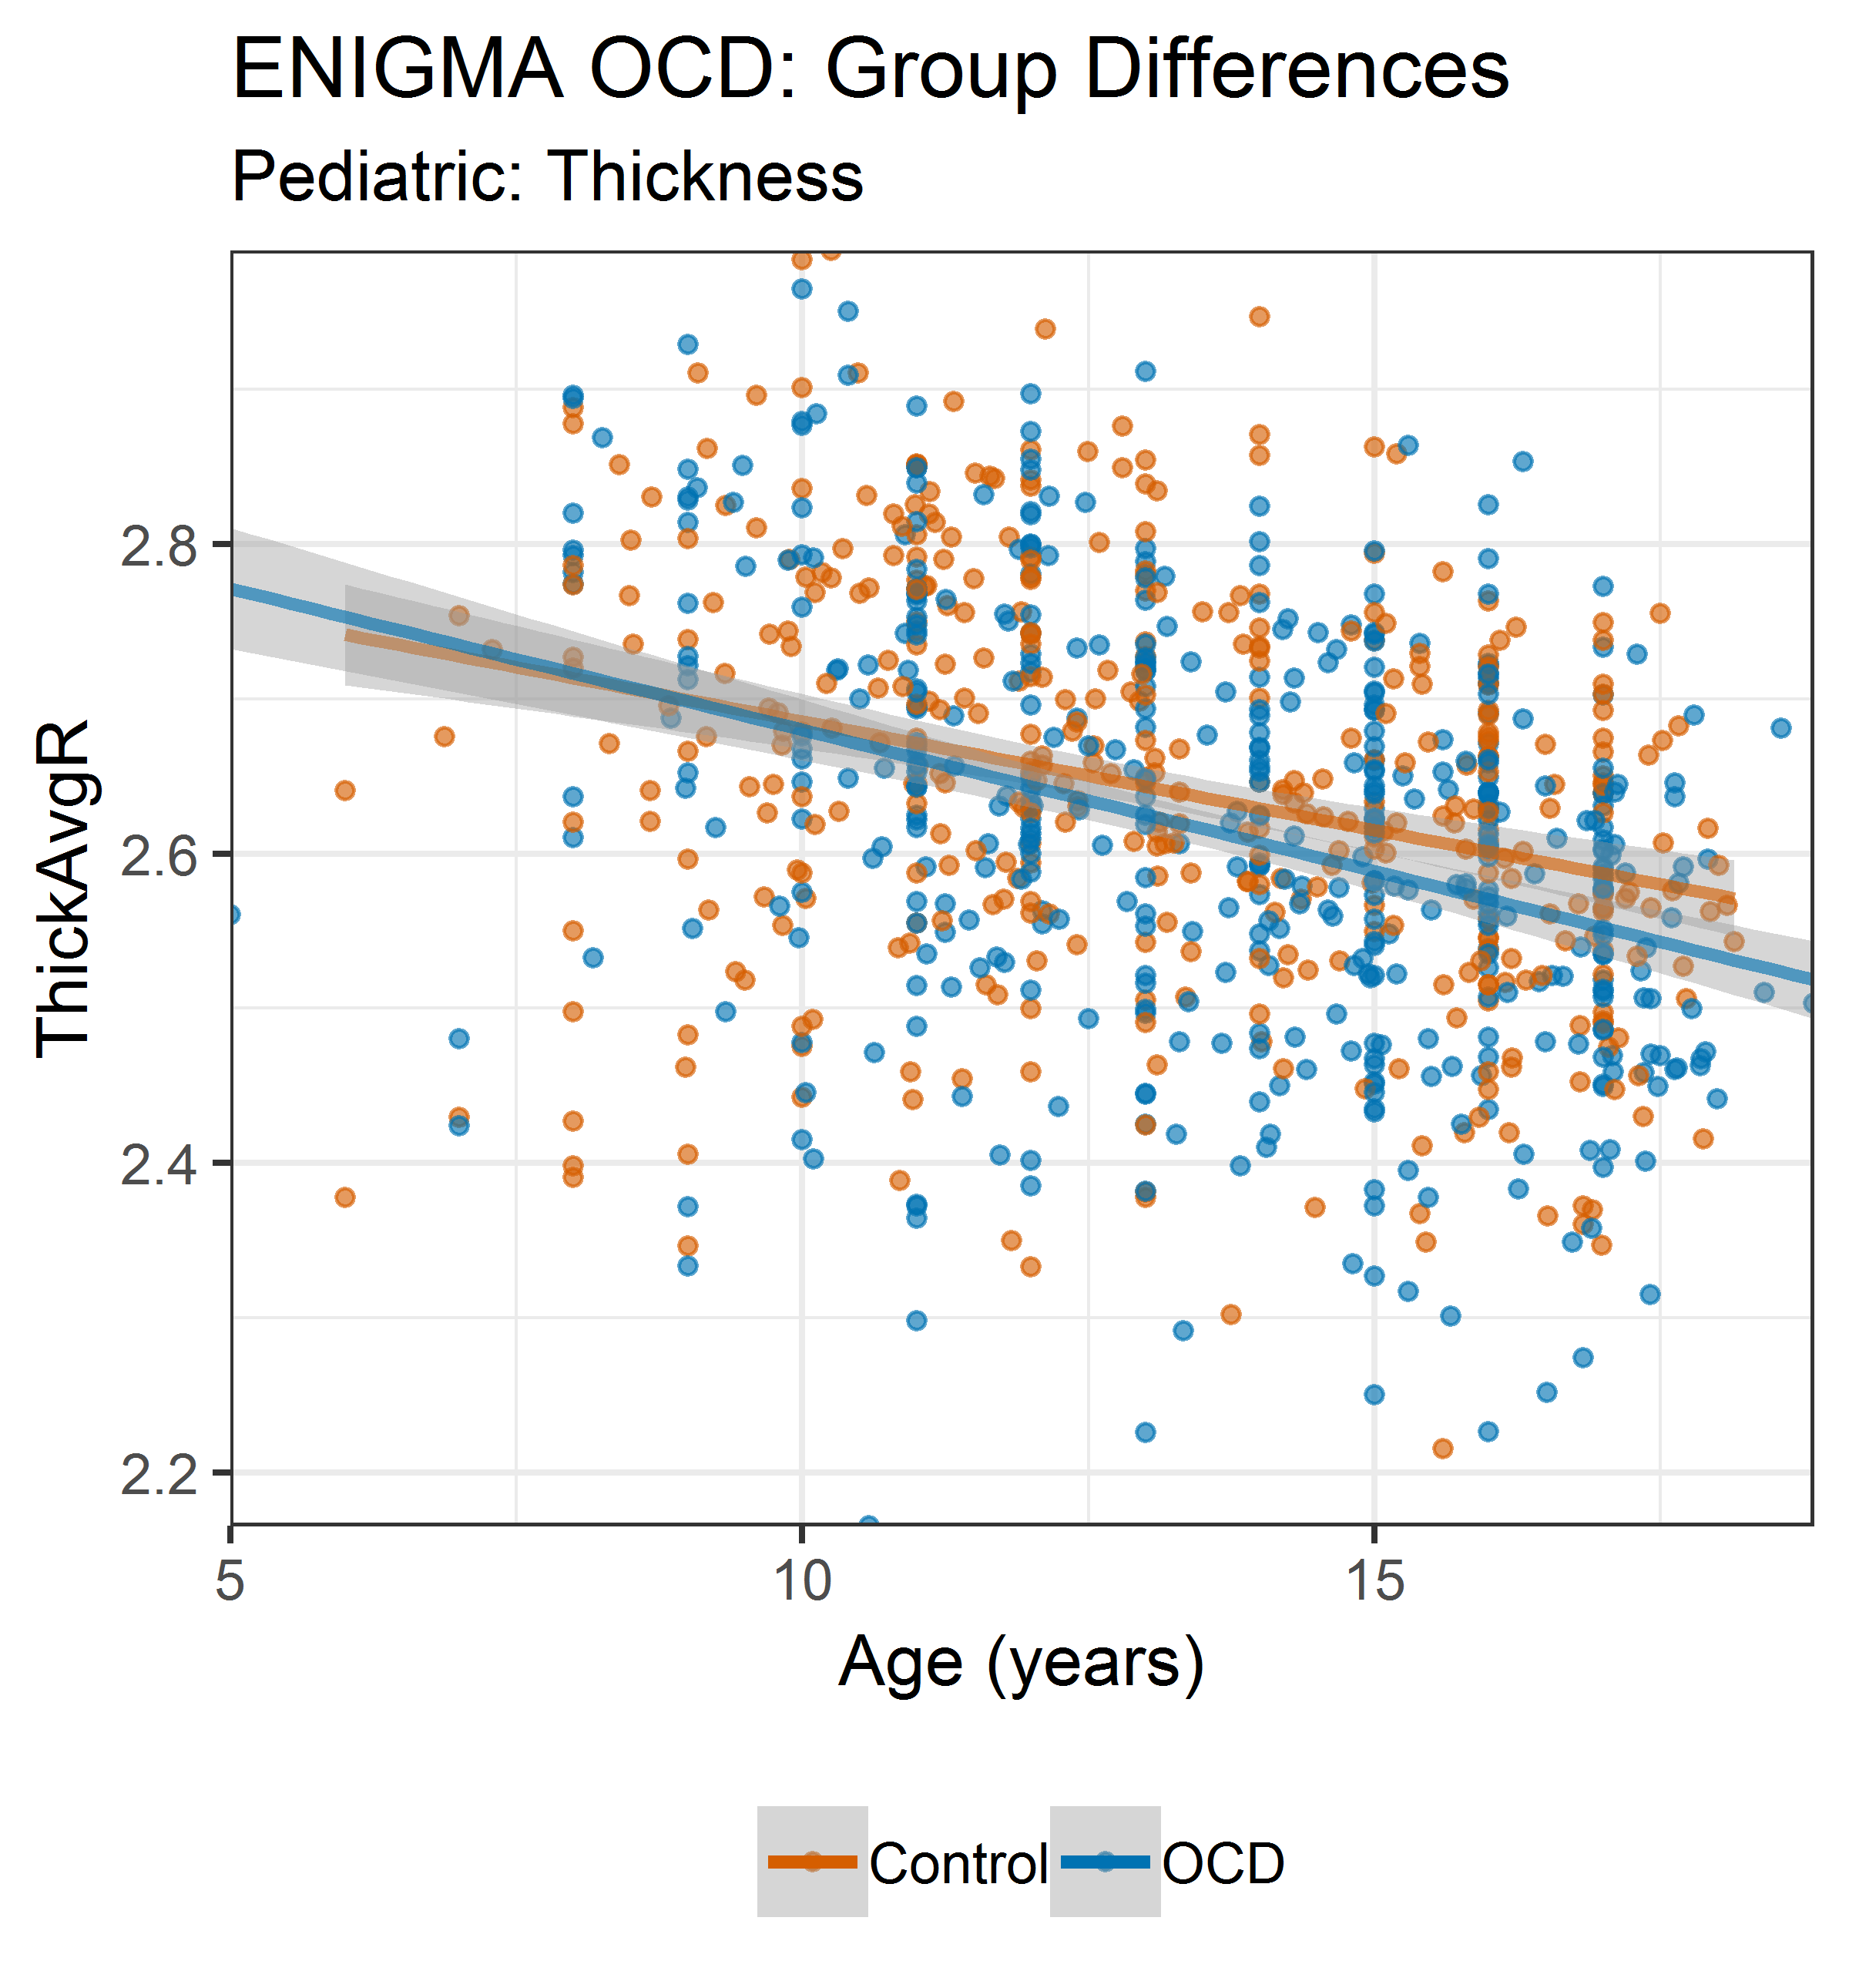 ENIGMA OCD: Group Differences
Pediatric: Thickness
ThickAvgR
2.8
2.6
2.4
2.2
5 10 15
Age (years)
Control OCD